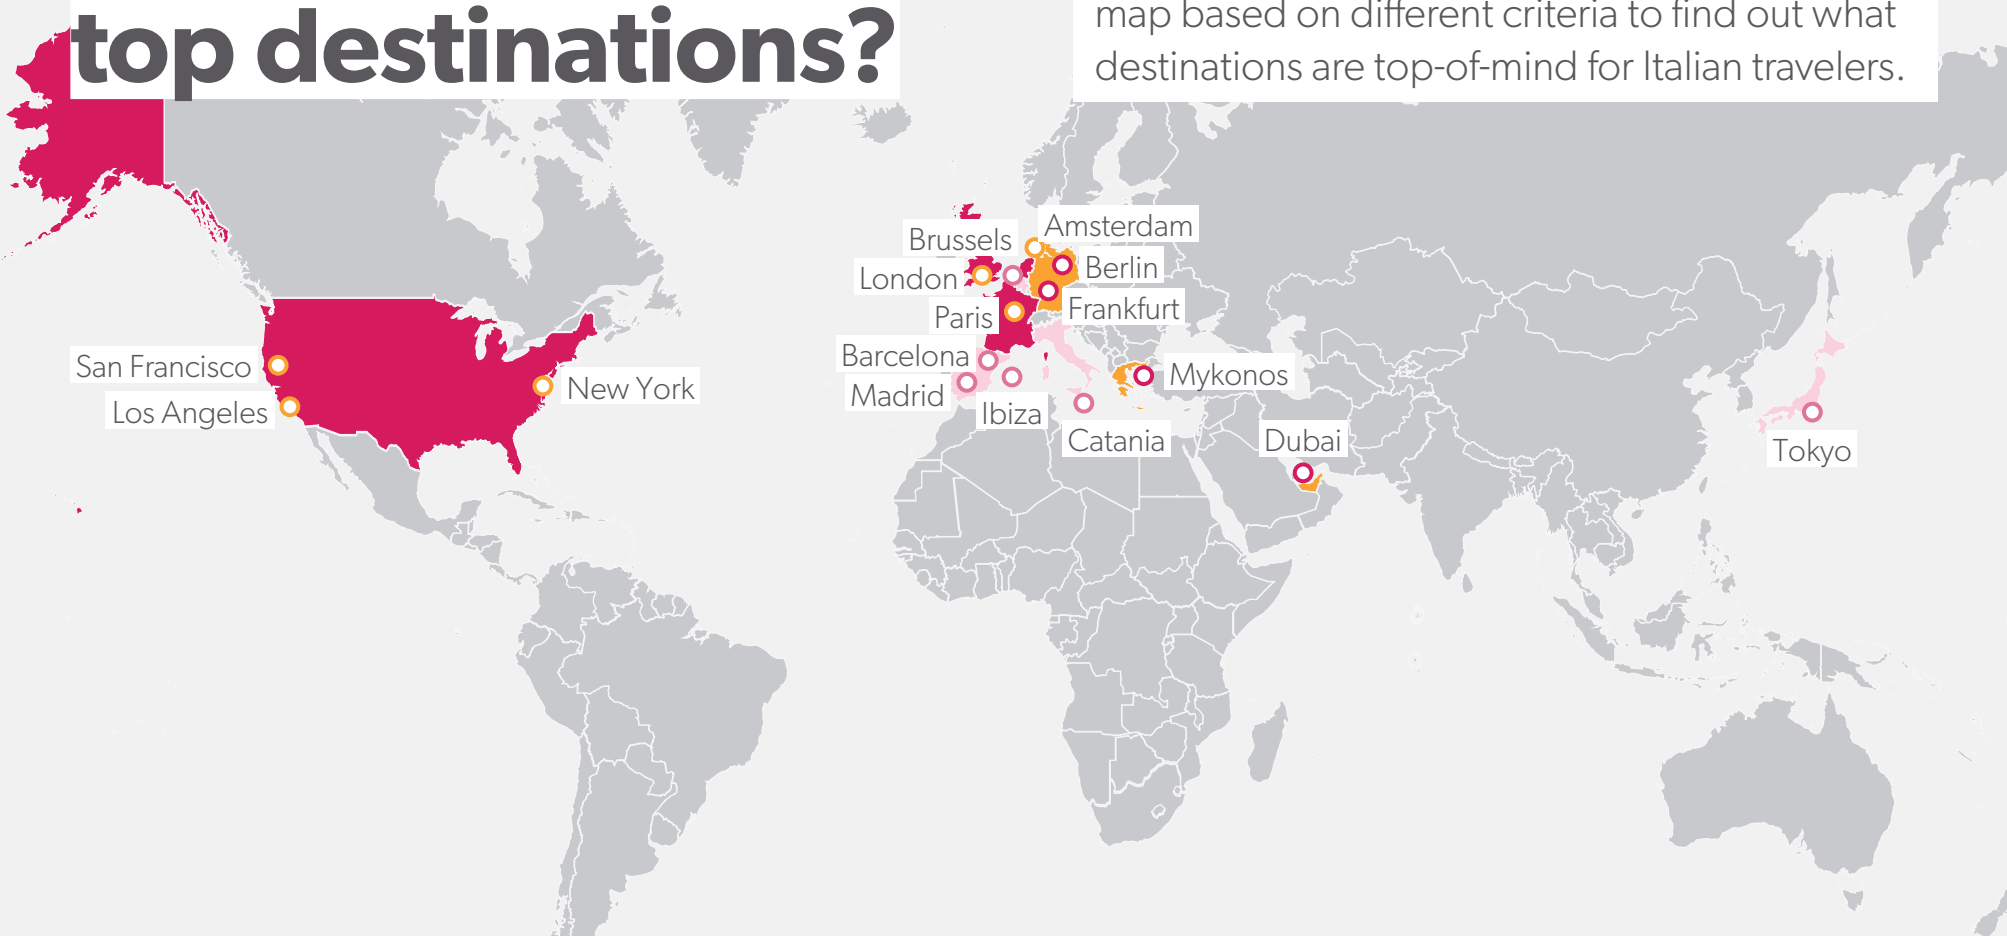 top destinations?
map based on different criteria to find out what
destinations are top-of-mind for Italian travelers.
Amsterdam
Brussels
Berlin
London
Frankfurt
Paris
Barcelona
San Francisco
Mykonos
Madrid
New York
Los Angeles
Ibiza
Catania
Dubai
Tokyo